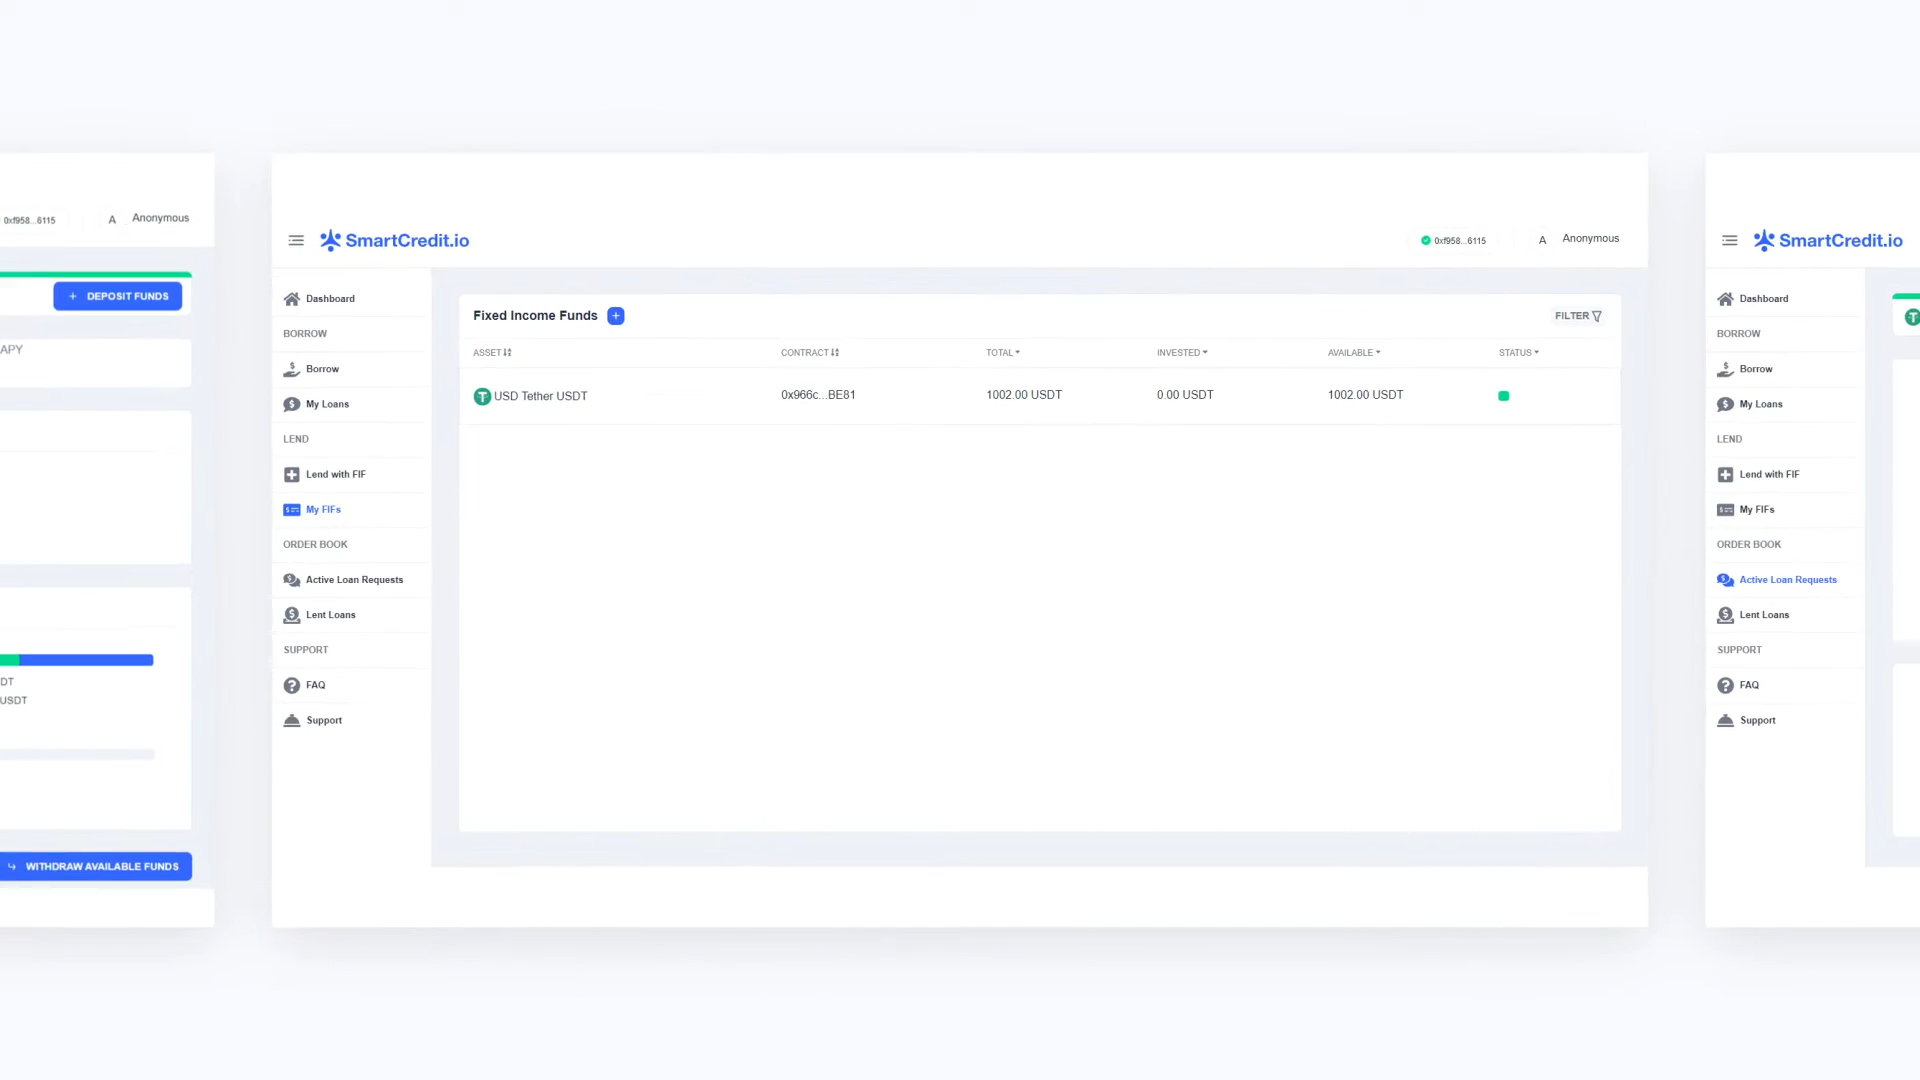 0xf958...6115
A
Anonymous
DEPOSIT FUNDS
APY
DT
USDT
WITHDRAW AVAILABLE FUNDS
SmartCredit.io
0xf958...6115
A
Anonymous
Dashboard
BORROW
Borrow
My Loans
LEND
Lend with FIF
My FIFs
ORDER BOOK
Active Loan Requests
Lent Loans
SUPPORT
FAQ
Support
Fixed Income Funds +
FILTER
ASSET CONTRACT TOTAL INVESTED AVAILABLE STATUS
USD Tether USDT 0x966c...BE81 1002.00 USDT 0.00 USDT 1002.00 USDT
SmartCredit.io
Dashboard
BORROW
Borrow
My Loans
LEND
Lend with FIF
My FIFs
ORDER BOOK
Active Loan Requests
Lent Loans
SUPPORT
FAQ
Support